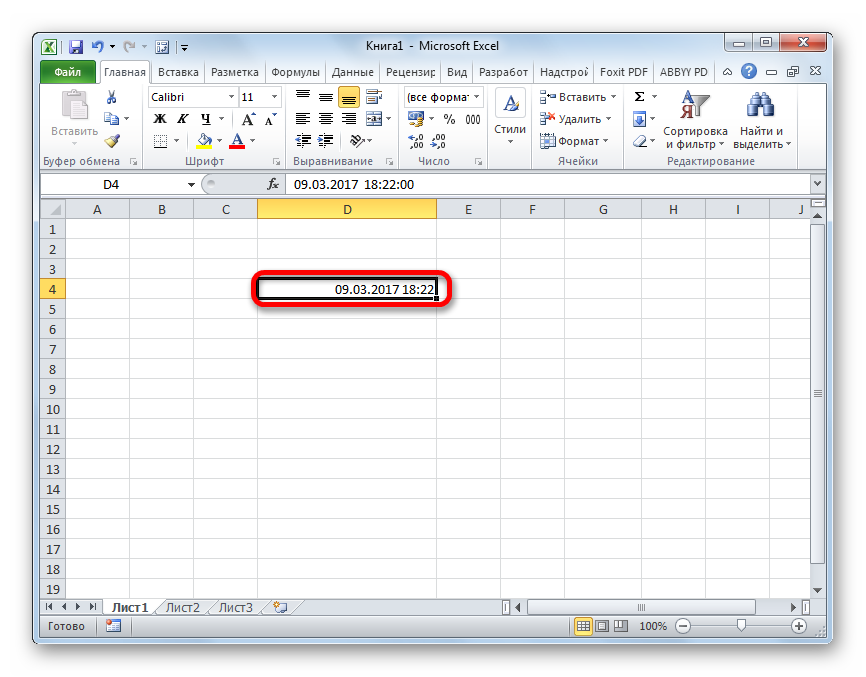 Книга1 - Microsoft Excel
Файл Главная Вставка Разметка Формулы Данные Рецензир Вид Разработ Надстрой Foxit PDF ABBYY PD
Calibri 11 (все формат
Вставить Ж К Ч A A % 000 Стили Вставить Удалить Формат Σ Сортировка и фильтр Найти и выделить
Буфер обмена Шрифт Выравнивание Число Ячейки Редактирование
D4 fx 09.03.2017 18:22:00
A B C D E F G H I J
1
2
3
4 09.03.2017 18:22
5
6
7
8
9
10
11
12
13
14
15
16
17
18
19
Лист1 Лист2 Лист3
Готово 100%